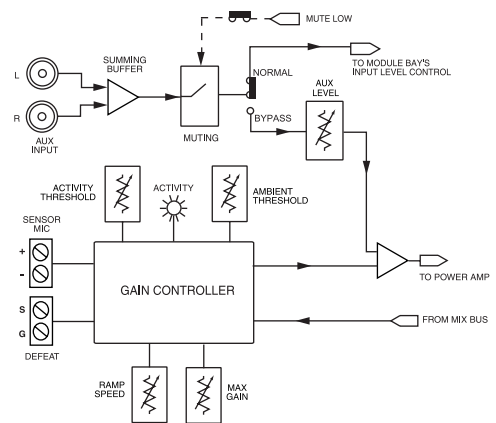 MUTE LOW
SUMMING
BUFFER
L
R
AUX
INPUT
MUTING
NORMAL
BYPASS
TO MODULE BAY'S
INPUT LEVEL CONTROL
AUX
LEVEL
ACTIVITY
THRESHOLD
ACTIVITY
AMBIENT
THRESHOLD
SENSOR
MIC
+
-
S
G
DEFEAT
GAIN CONTROLLER
TO POWER AMP
FROM MIX BUS
RAMP
SPEED
MAX
GAIN